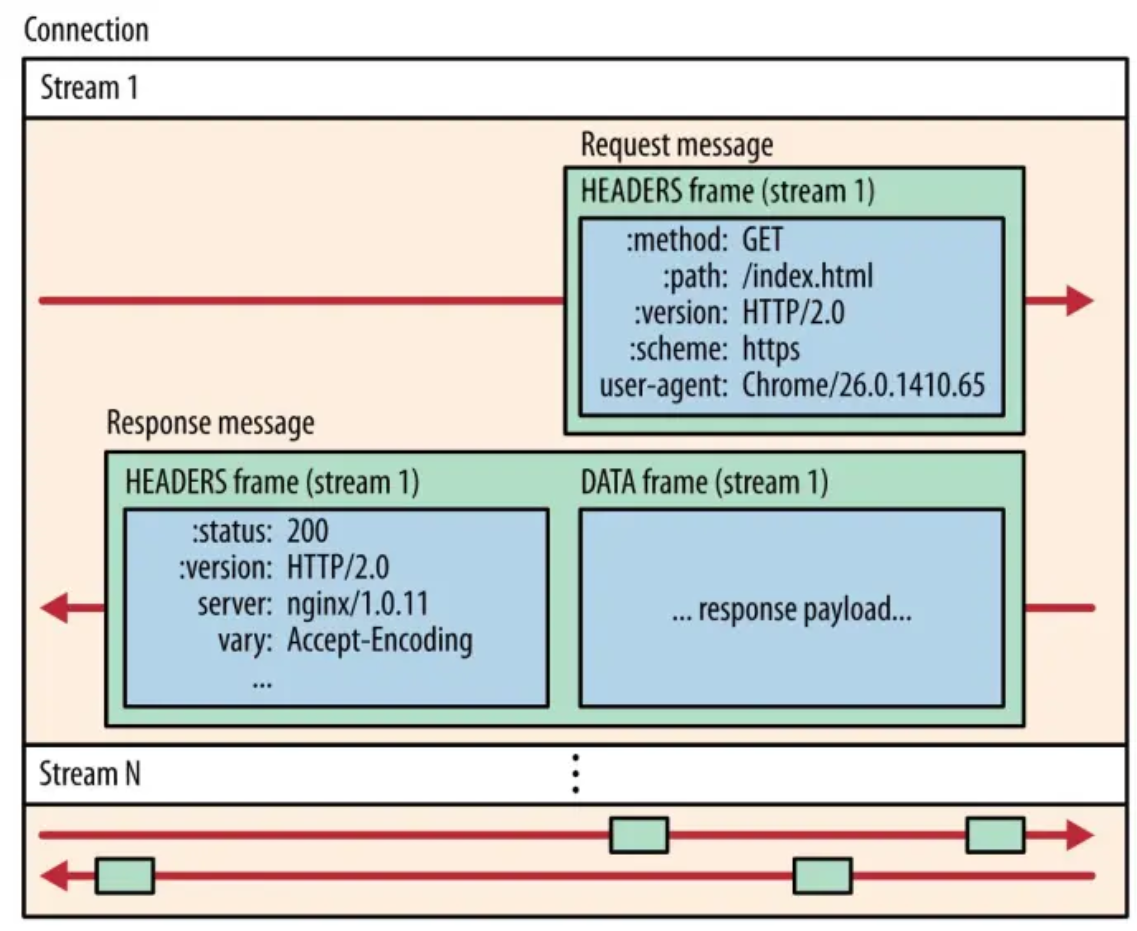 Connection
Stream 1
Request message
HEADERS frame (stream 1)
:method: GET
:path: /index.html
:version: HTTP/2.0
:scheme: https
user-agent: Chrome/26.0.1410.65
Response message
HEADERS frame (stream 1)
:status: 200
:version: HTTP/2.0
server: nginx/1.0.11
vary: Accept-Encoding
...
DATA frame (stream 1)
... response payload...
Stream N